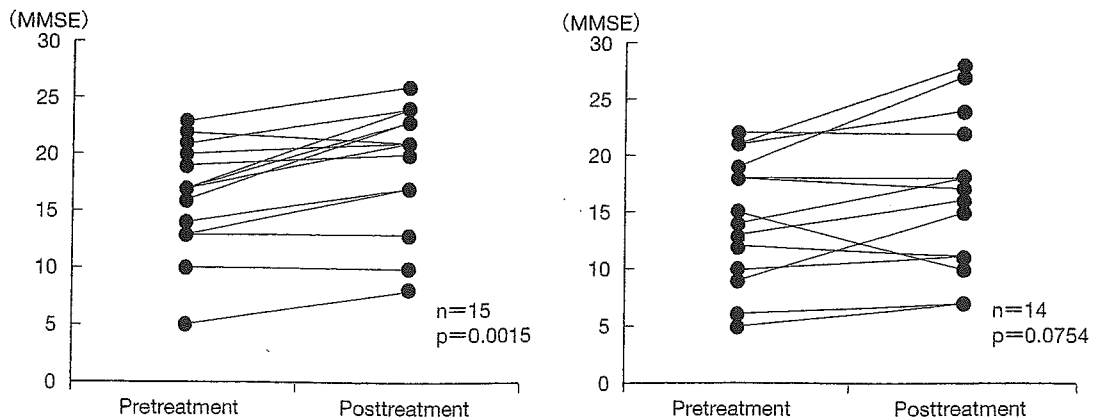 (MMSE)
30
25
20
15
10
5
0
Pretreatment Posttreatment
n=15
p=0.0015
(MMSE)
30
25
20
15
10
5
0
Pretreatment Posttreatment
n=14
p=0.0754